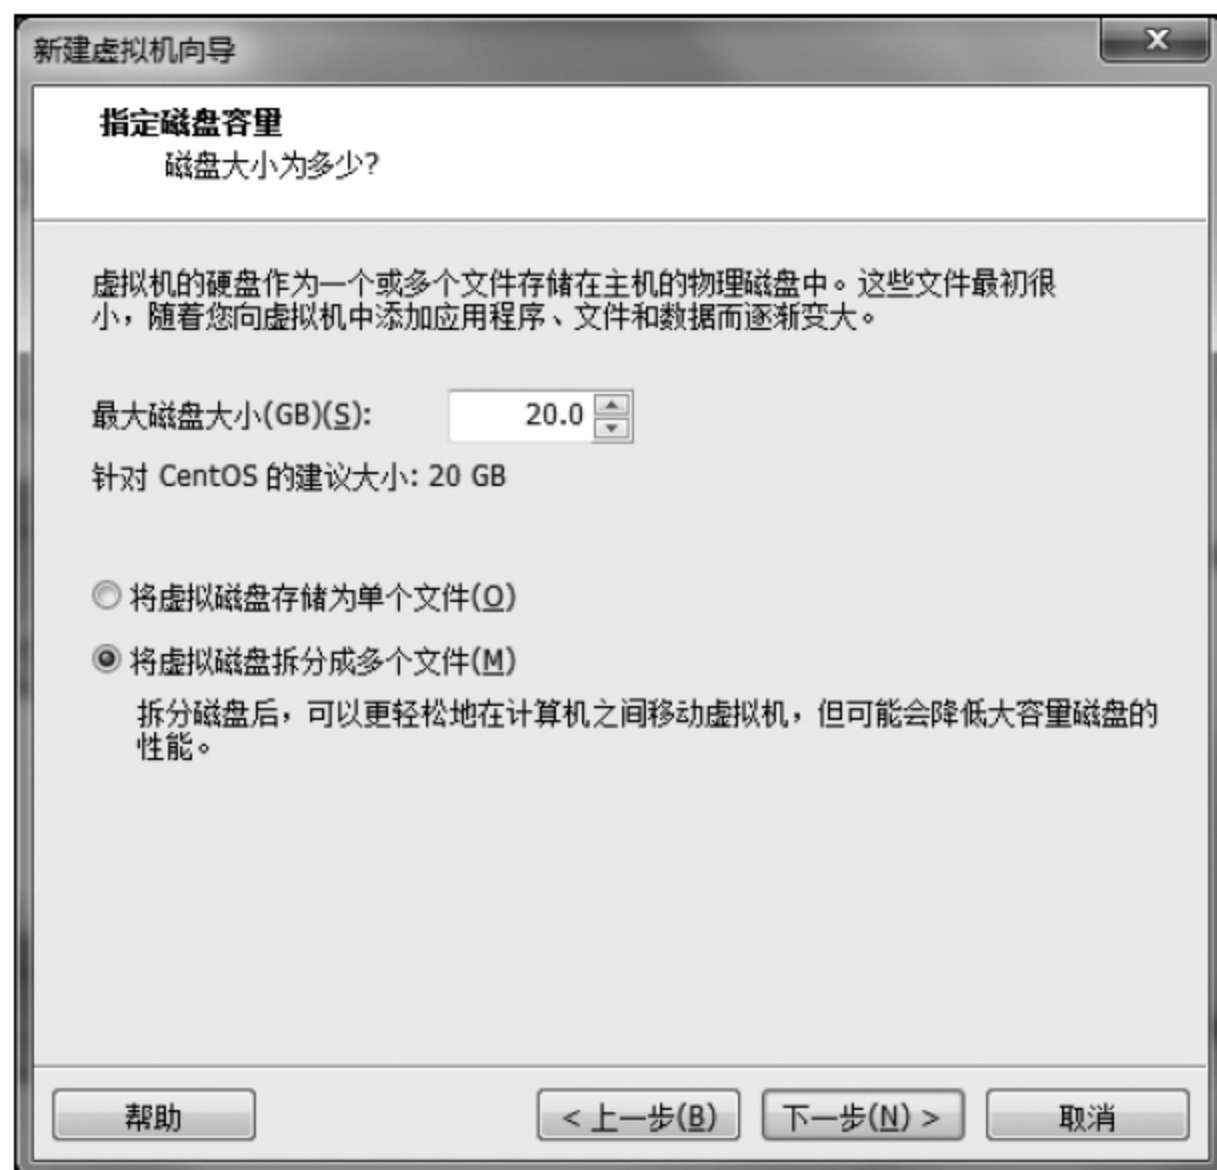 新建虚拟机向导
指定磁盘容量
磁盘大小为多少?
虚拟机的硬盘作为一个或多个文件存储在主机的物理磁盘中。这些文件最初很
小，随着您向虚拟机中添加应用程序、文件和数据而逐渐变大。
最大磁盘大小(GB)(S): 20.0
针对 CentOS 的建议大小: 20 GB
将虚拟磁盘存储为单个文件(O)
将虚拟磁盘拆分成多个文件(M)
拆分磁盘后，可以更轻松地在计算机之间移动虚拟机，但可能会降低大容量磁盘的
性能。
帮助 < 上一步(B) 下一步(N) > 取消